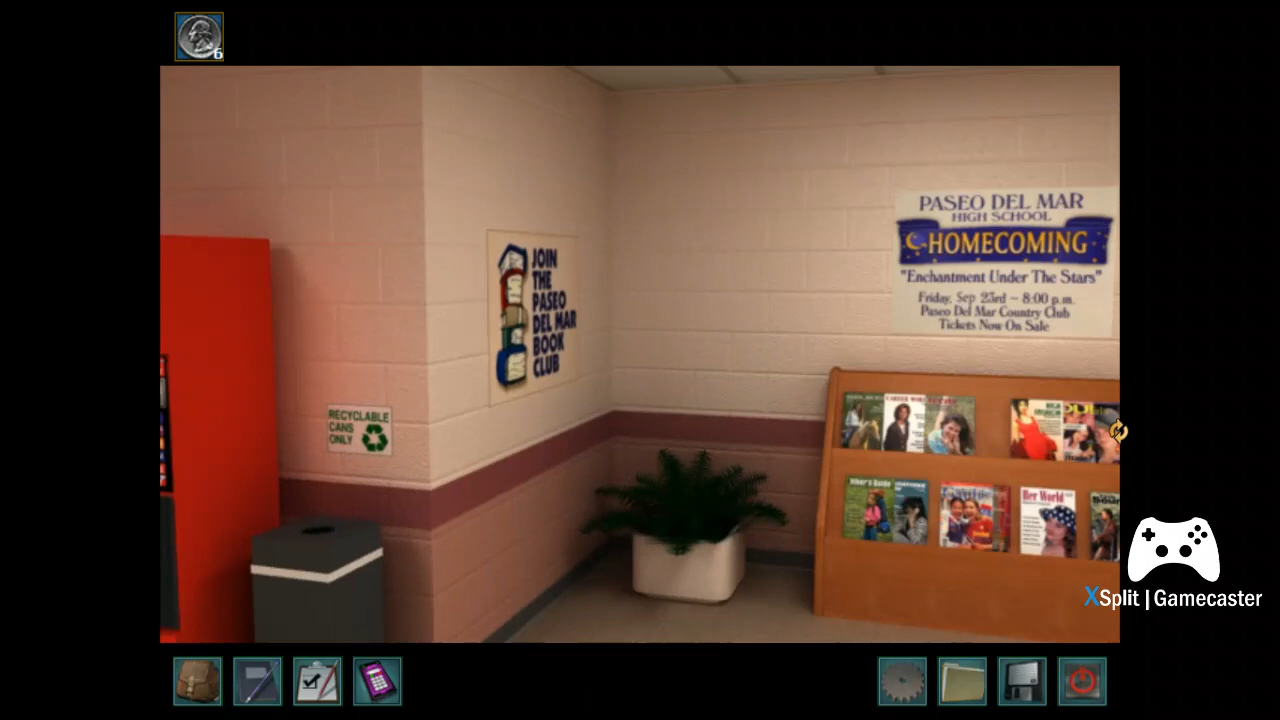 6
PASEO DEL MAR
HIGH SCHOOL
HOMECOMING
"Enchantment Under The Stars"
Friday, Sep 23rd ~ 8:00 p.m.
Paseo Del Mar Country Club
Tickets Now On Sale
JOIN
THE
PASEO
DEL MAR
BOOK
CLUB
RECYCLABLE
CANS
ONLY
Hiker's Guide
Her World
XSplit | Gamecaster